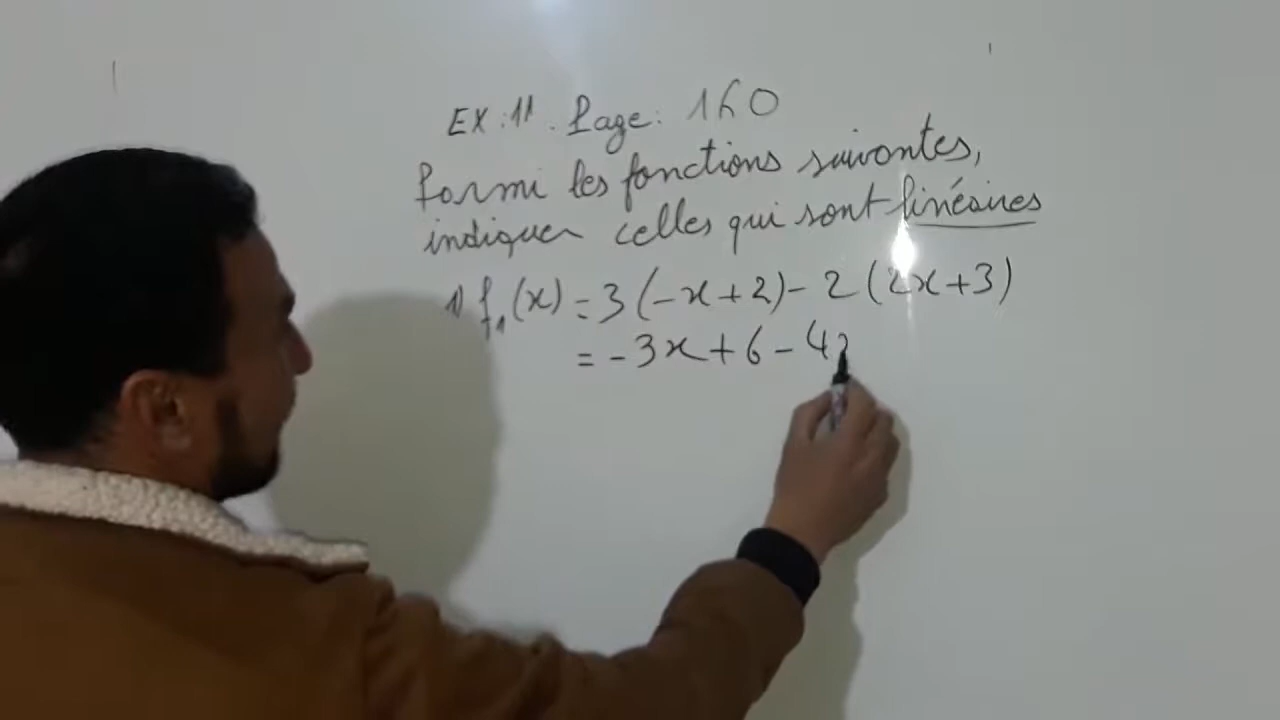 EX:11. Page: 160
Parmi les fonctions suivantes,
indiquer celles qui sont linéaires
1) f₁(x) = 3(-x+2)-2(2x+3)
= -3x+6-4x